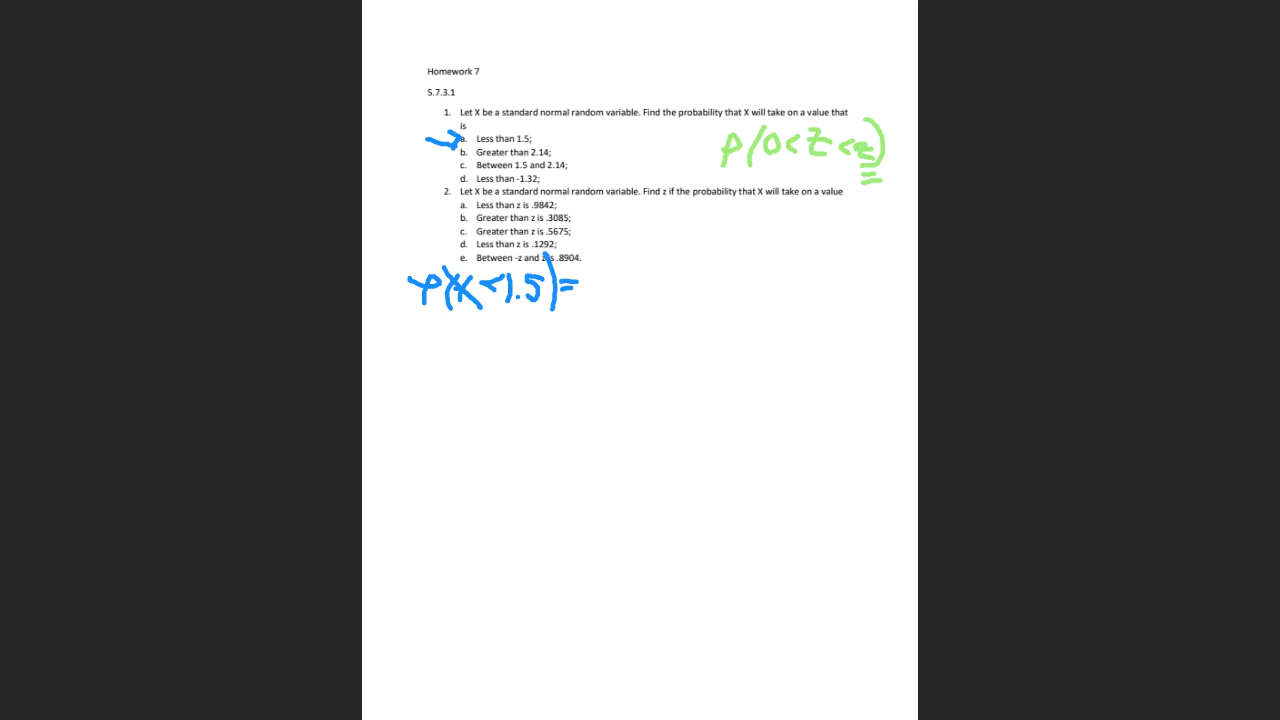 Homework 7
5.7.3.1
1. Let X be a standard normal random variable. Find the probability that X will take on a value that
is
a. Less than 1.5;
b. Greater than 2.14;
c. Between 1.5 and 2.14;
d. Less than -1.32;
P(0<Z<z)
2. Let X be a standard normal random variable. Find z if the probability that X will take on a value
a. Less than z is .9842;
b. Greater than z is .3085;
c. Greater than z is .5675;
d. Less than z is .1292;
e. Between -z and z is .8904.
P(X<1.5)=